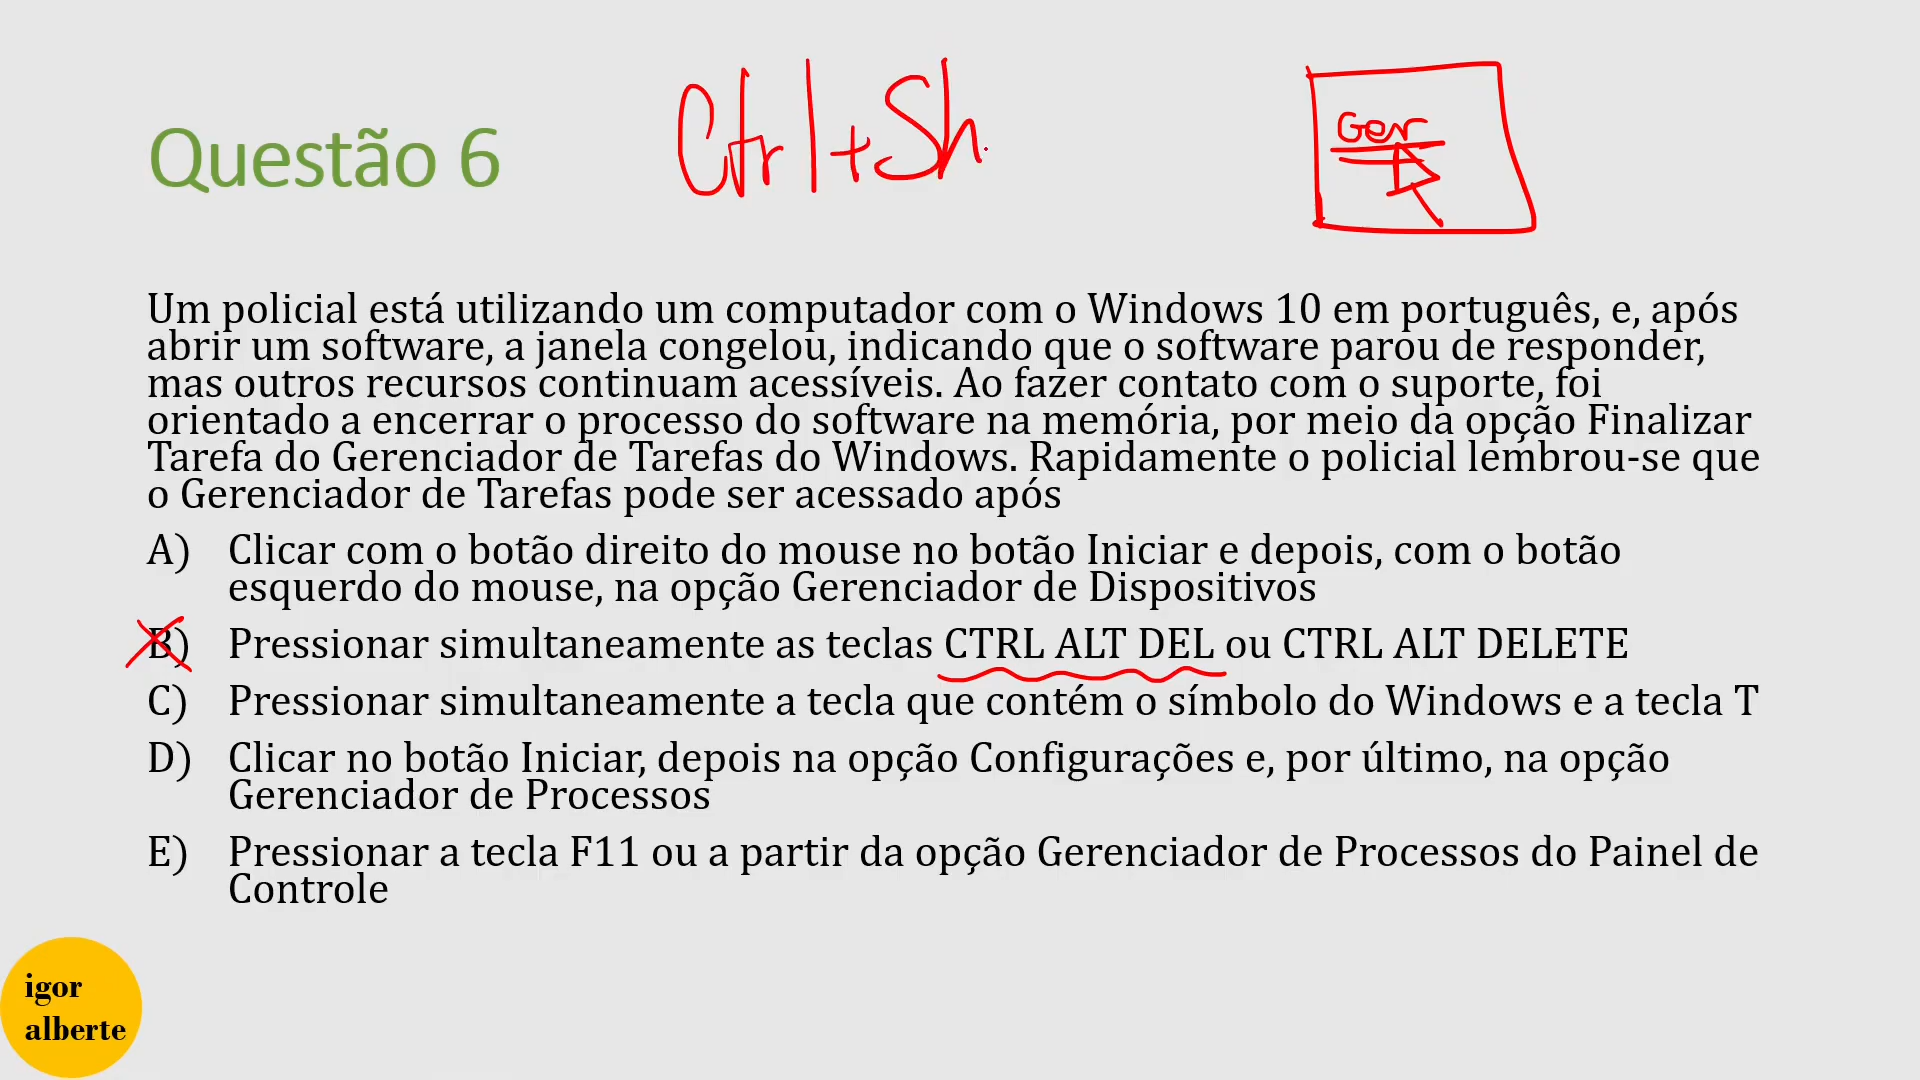 Questão 6
Ctrl+Sh
Ger
Um policial está utilizando um computador com o Windows 10 em português, e, após
abrir um software, a janela congelou, indicando que o software parou de responder,
mas outros recursos continuam acessíveis. Ao fazer contato com o suporte, foi
orientado a encerrar o processo do software na memória, por meio da opção Finalizar
Tarefa do Gerenciador de Tarefas do Windows. Rapidamente o policial lembrou-se que
o Gerenciador de Tarefas pode ser acessado após
A) Clicar com o botão direito do mouse no botão Iniciar e depois, com o botão
esquerdo do mouse, na opção Gerenciador de Dispositivos
B) Pressionar simultaneamente as teclas CTRL ALT DEL ou CTRL ALT DELETE
C) Pressionar simultaneamente a tecla que contém o símbolo do Windows e a tecla T
D) Clicar no botão Iniciar, depois na opção Configurações e, por último, na opção
Gerenciador de Processos
E) Pressionar a tecla F11 ou a partir da opção Gerenciador de Processos do Painel de
Controle
igor
alberte